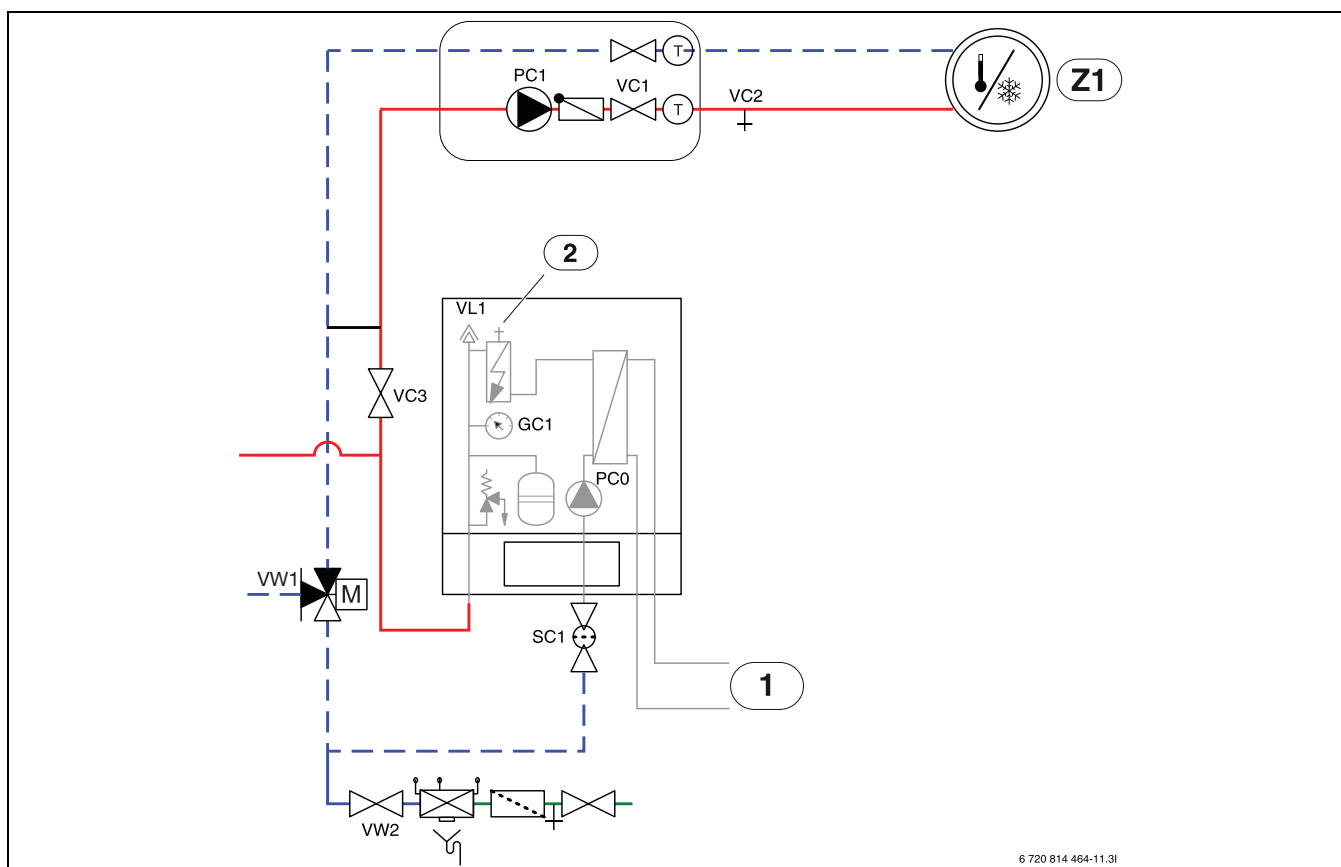 T
PC1
VC1
T
VC2
Z1
2
VL1
VC3
GC1
PC0
VW1
M
SC1
1
VW2
6 720 814 464-11.3I